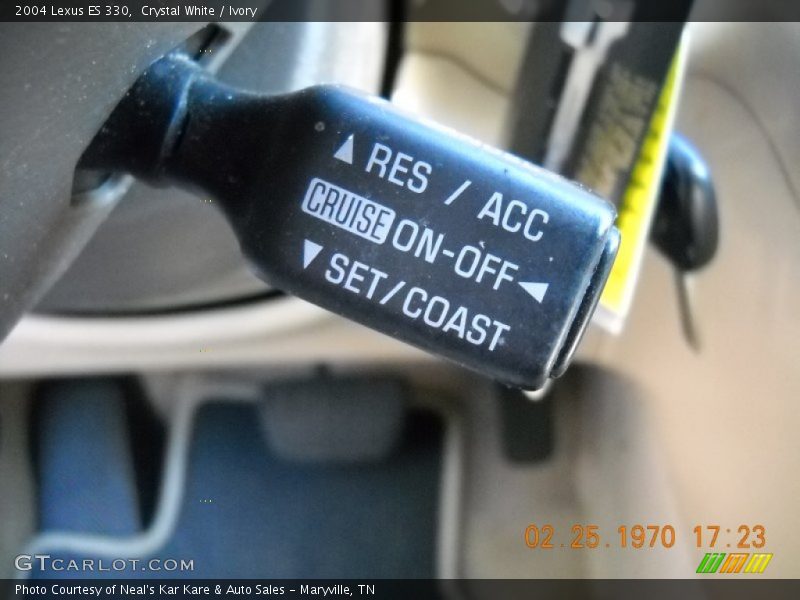 2004 Lexus ES 330, Crystal White / Ivory
▲ RES / ACC
CRUISE ON-OFF ◀
▼ SET/COAST
02.25.1970 17:23
GTCARLOT.COM
Photo Courtesy of Neal's Kar Kare & Auto Sales - Maryville, TN